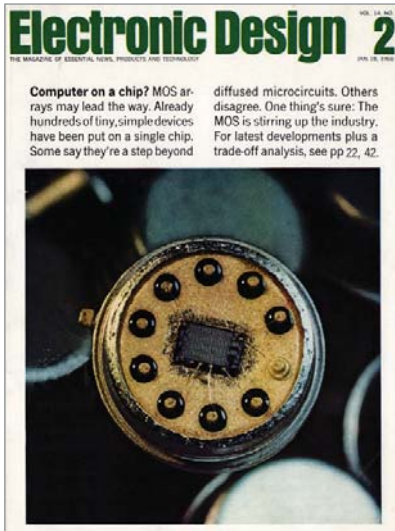 Electronic Design 2
VOL. 14, NO.
THE MAGAZINE OF ESSENTIAL NEWS, PRODUCTS AND TECHNOLOGY
Computer on a chip? MOS ar-
rays may lead the way. Already
hundreds of tiny, simple devices
have been put on a single chip.
Some say they're a step beyond
diffused microcircuits. Others
disagree. One thing's sure: The
MOS is stirring up the industry.
For latest developments plus a
trade-off analysis, see pp 22, 42.